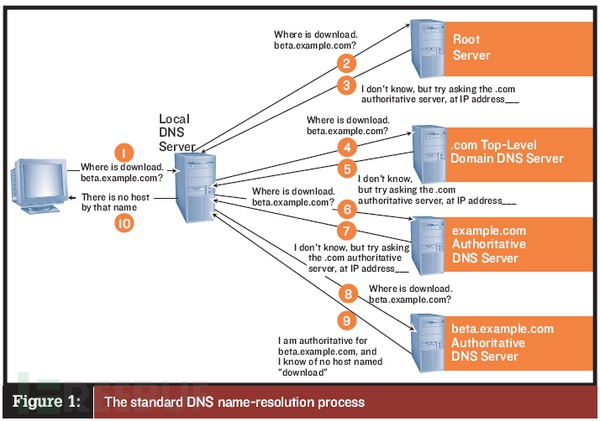 Where is download.
beta.example.com?
2
Root
Server
3
I don't know, but try asking the .com
authoritative server, at IP address___
Local
DNS
Server
1
Where is download.
beta.example.com?
There is no host
by that name
10
Where is download.
beta.example.com?
4
5
.com Top-Level
Domain DNS Server
I don't know,
but try asking the .com
authoritative server, at IP address___
Where is download.
beta.example.com?
6
7
example.com
Authoritative
DNS Server
I don't know, but try asking
the .com authoritative
server, at IP address___
8
Where is download.
beta.example.com?
9
I am authoritative for
beta.example.com, and
I know of no host named
"download"
beta.example.com
Authoritative
DNS Server
Figure 1:
The standard DNS name-resolution process